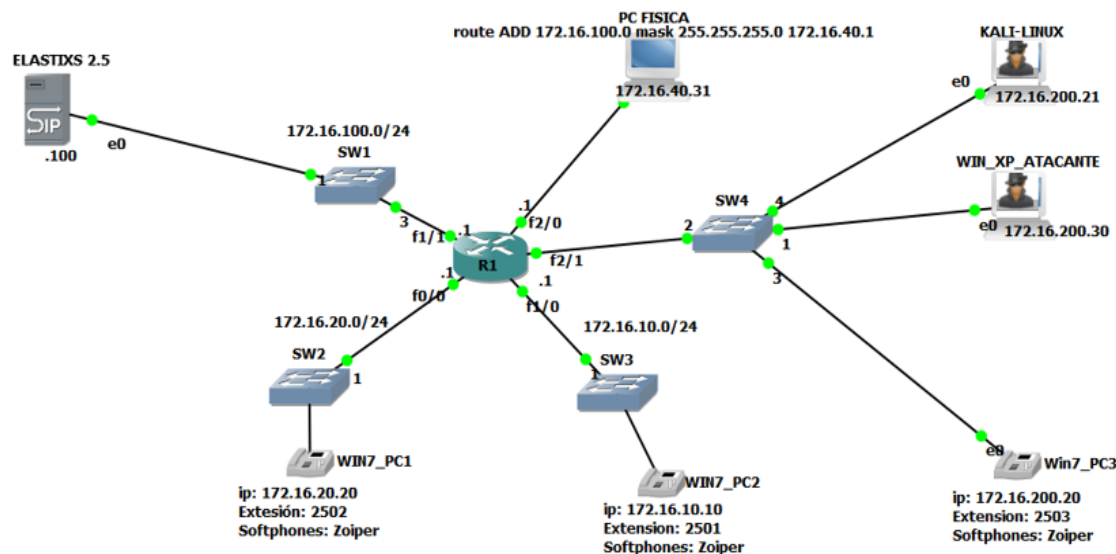 PC FISICA
route ADD 172.16.100.0 mask 255.255.255.0 172.16.40.1
172.16.40.31
KALI-LINUX
e0
172.16.200.21
ELASTIXS 2.5
SIP
.100
e0
172.16.100.0/24
SW1
1
3
f1/1
.1
.1
f2/0
WIN_XP_ATACANTE
e0
172.16.200.30
SW4
4
2
1
3
f2/1
R1
.1
f0/0
.1
f1/0
172.16.20.0/24
SW2
1
172.16.10.0/24
SW3
1
WIN7_PC1
ip: 172.16.20.20
Extesión: 2502
Softphones: Zoiper
WIN7_PC2
ip: 172.16.10.10
Extension: 2501
Softphones: Zoiper
e0
Win7_PC3
ip: 172.16.200.20
Extension: 2503
Softphones: Zoiper